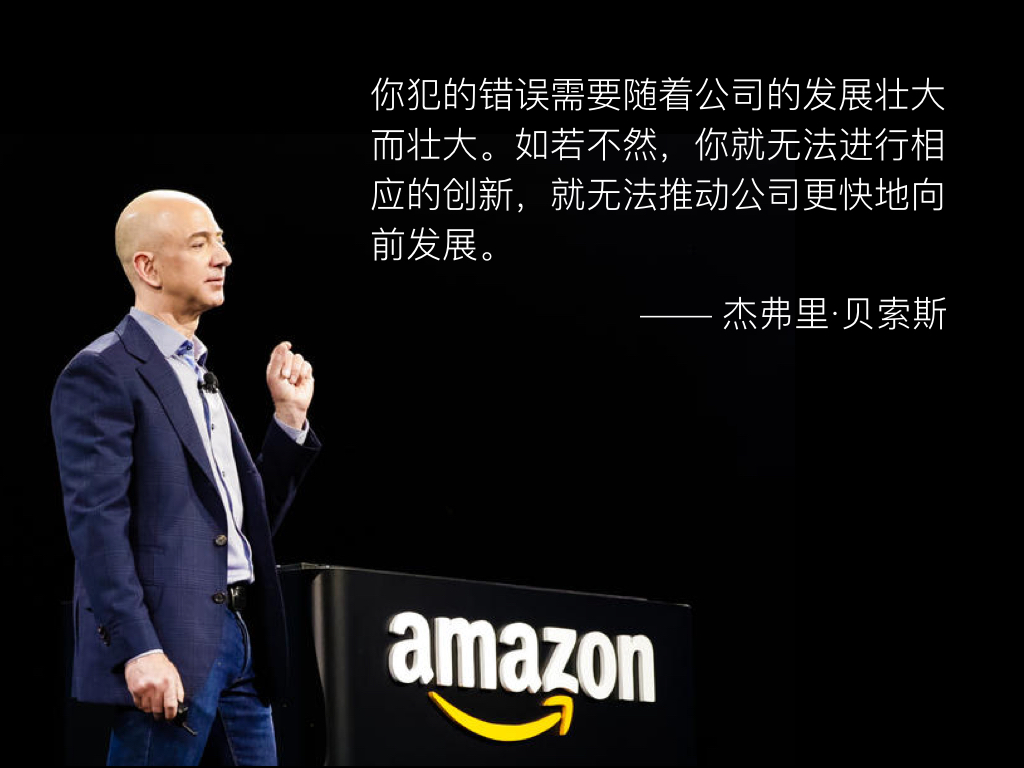 你犯的错误需要随着公司的发展壮大
而壮大。如若不然，你就无法进行相
应的创新，就无法推动公司更快地向
前发展。
—— 杰弗里·贝索斯
amazon